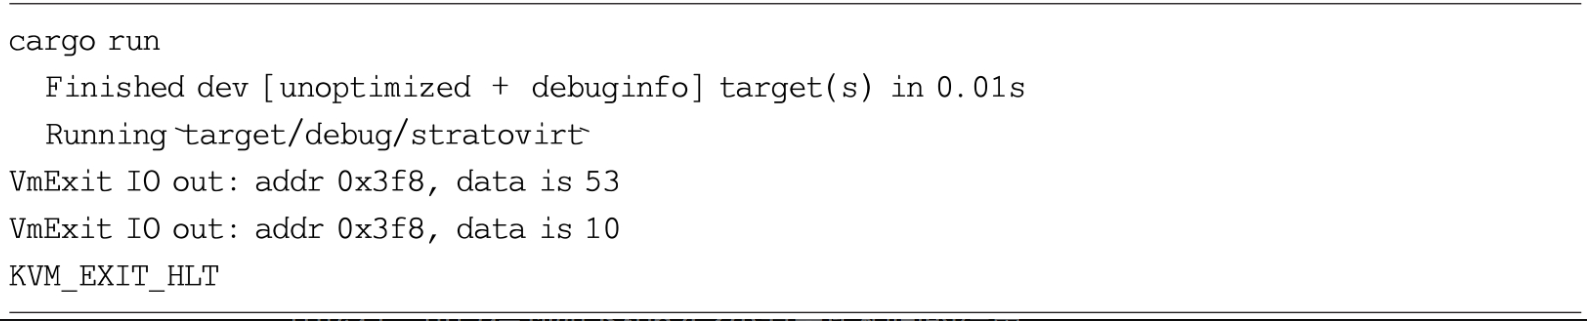 cargo run
Finished dev [unoptimized + debuginfo] target(s) in 0.01s
Running `target/debug/stratovirt`
VmExit IO out: addr 0x3f8, data is 53
VmExit IO out: addr 0x3f8, data is 10
KVM_EXIT_HLT